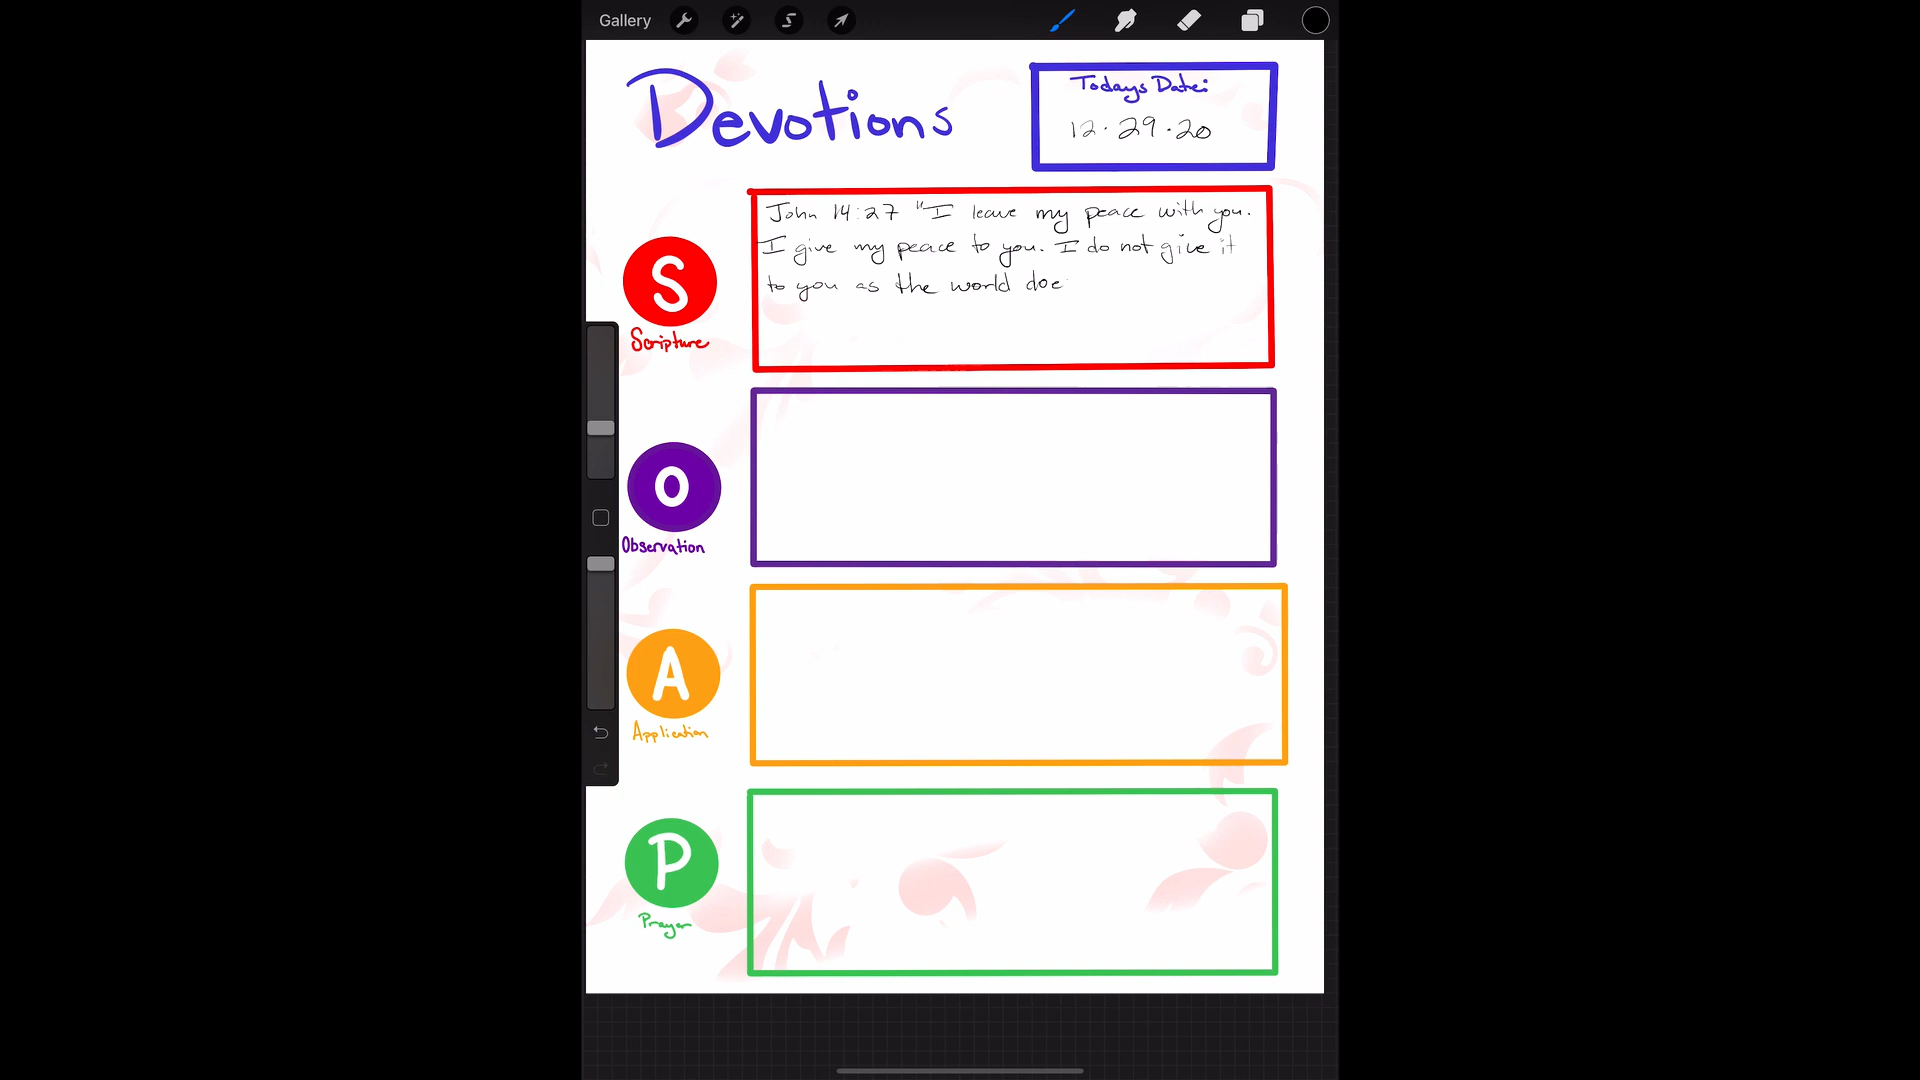 Gallery
Devotions
Todays Date:
12.29.20
John 14:27 "I leave my peace with you.
I give my peace to you. I do not give it
to you as the world doe
S
Scripture
O
Observation
A
Application
P
Prayer